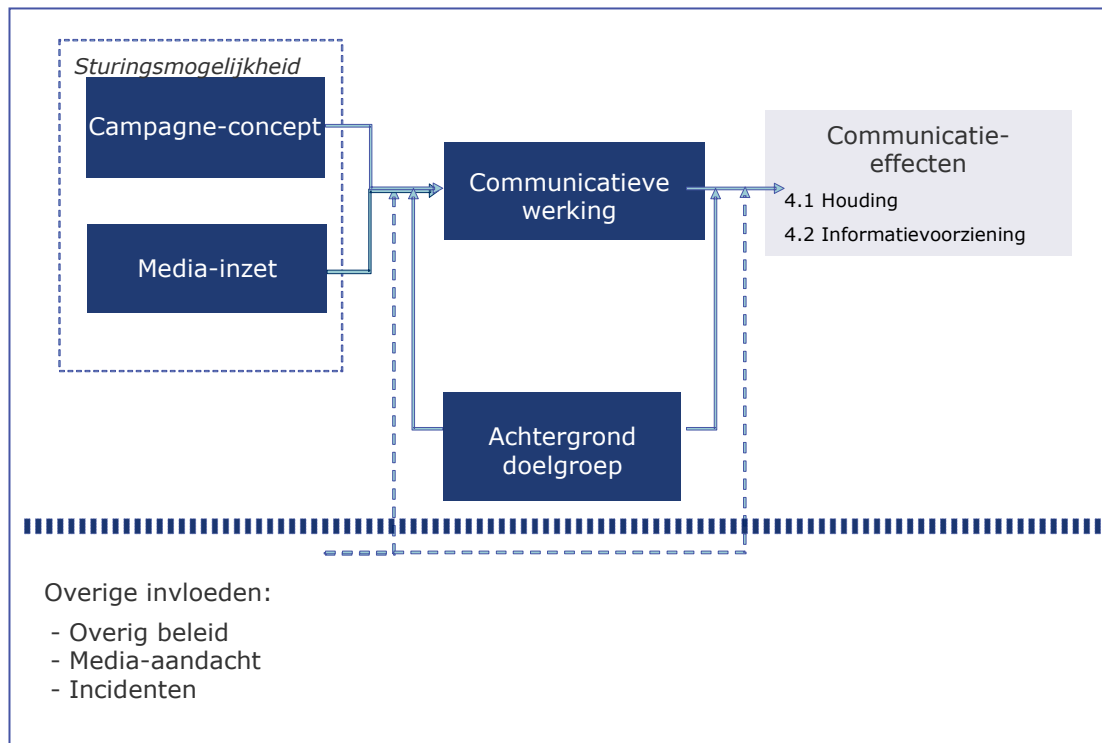 Sturingsmogelijkheid
Campagne-concept
Media-inzet
Communicatieve
werking
Communicatie-
effecten
4.1 Houding
4.2 Informatievoorziening
Achtergrond
doelgroep
Overige invloeden:
- Overig beleid
- Media-aandacht
- Incidenten